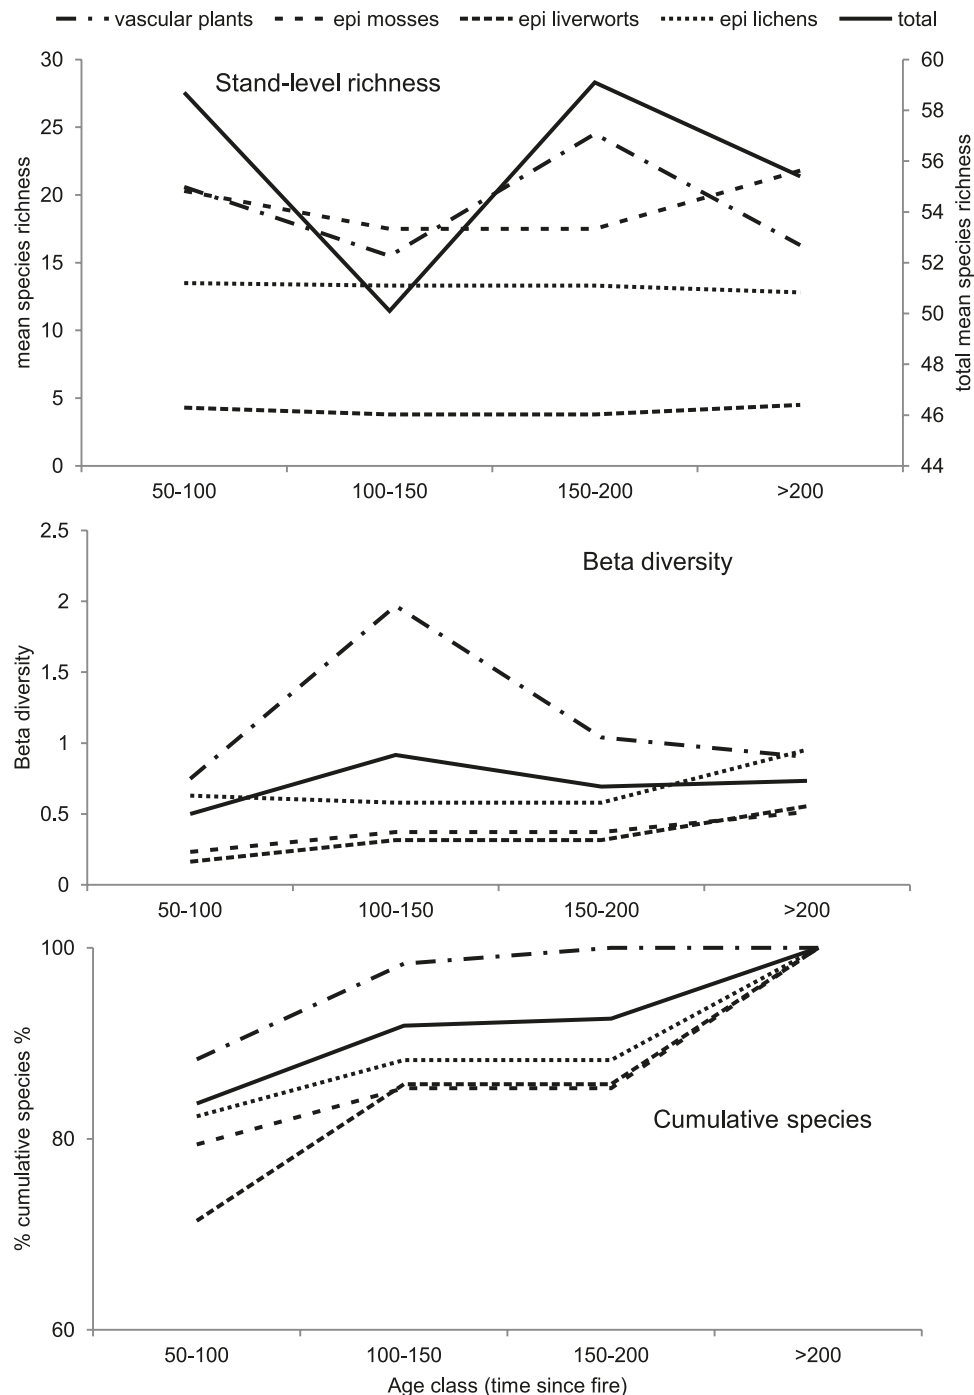 vascular plants epi mosses epi liverworts epi lichens total
Stand-level richness
mean species richness
30
25
20
15
10
5
0
total mean species richness
60
58
56
54
52
50
48
46
44
50-100 100-150 150-200 >200
Beta diversity
Beta diversity
2.5
2
1.5
1
0.5
0
50-100 100-150 150-200 >200
% cumulative species %
100
80
60
Cumulative species
50-100 100-150 150-200 >200
Age class (time since fire)